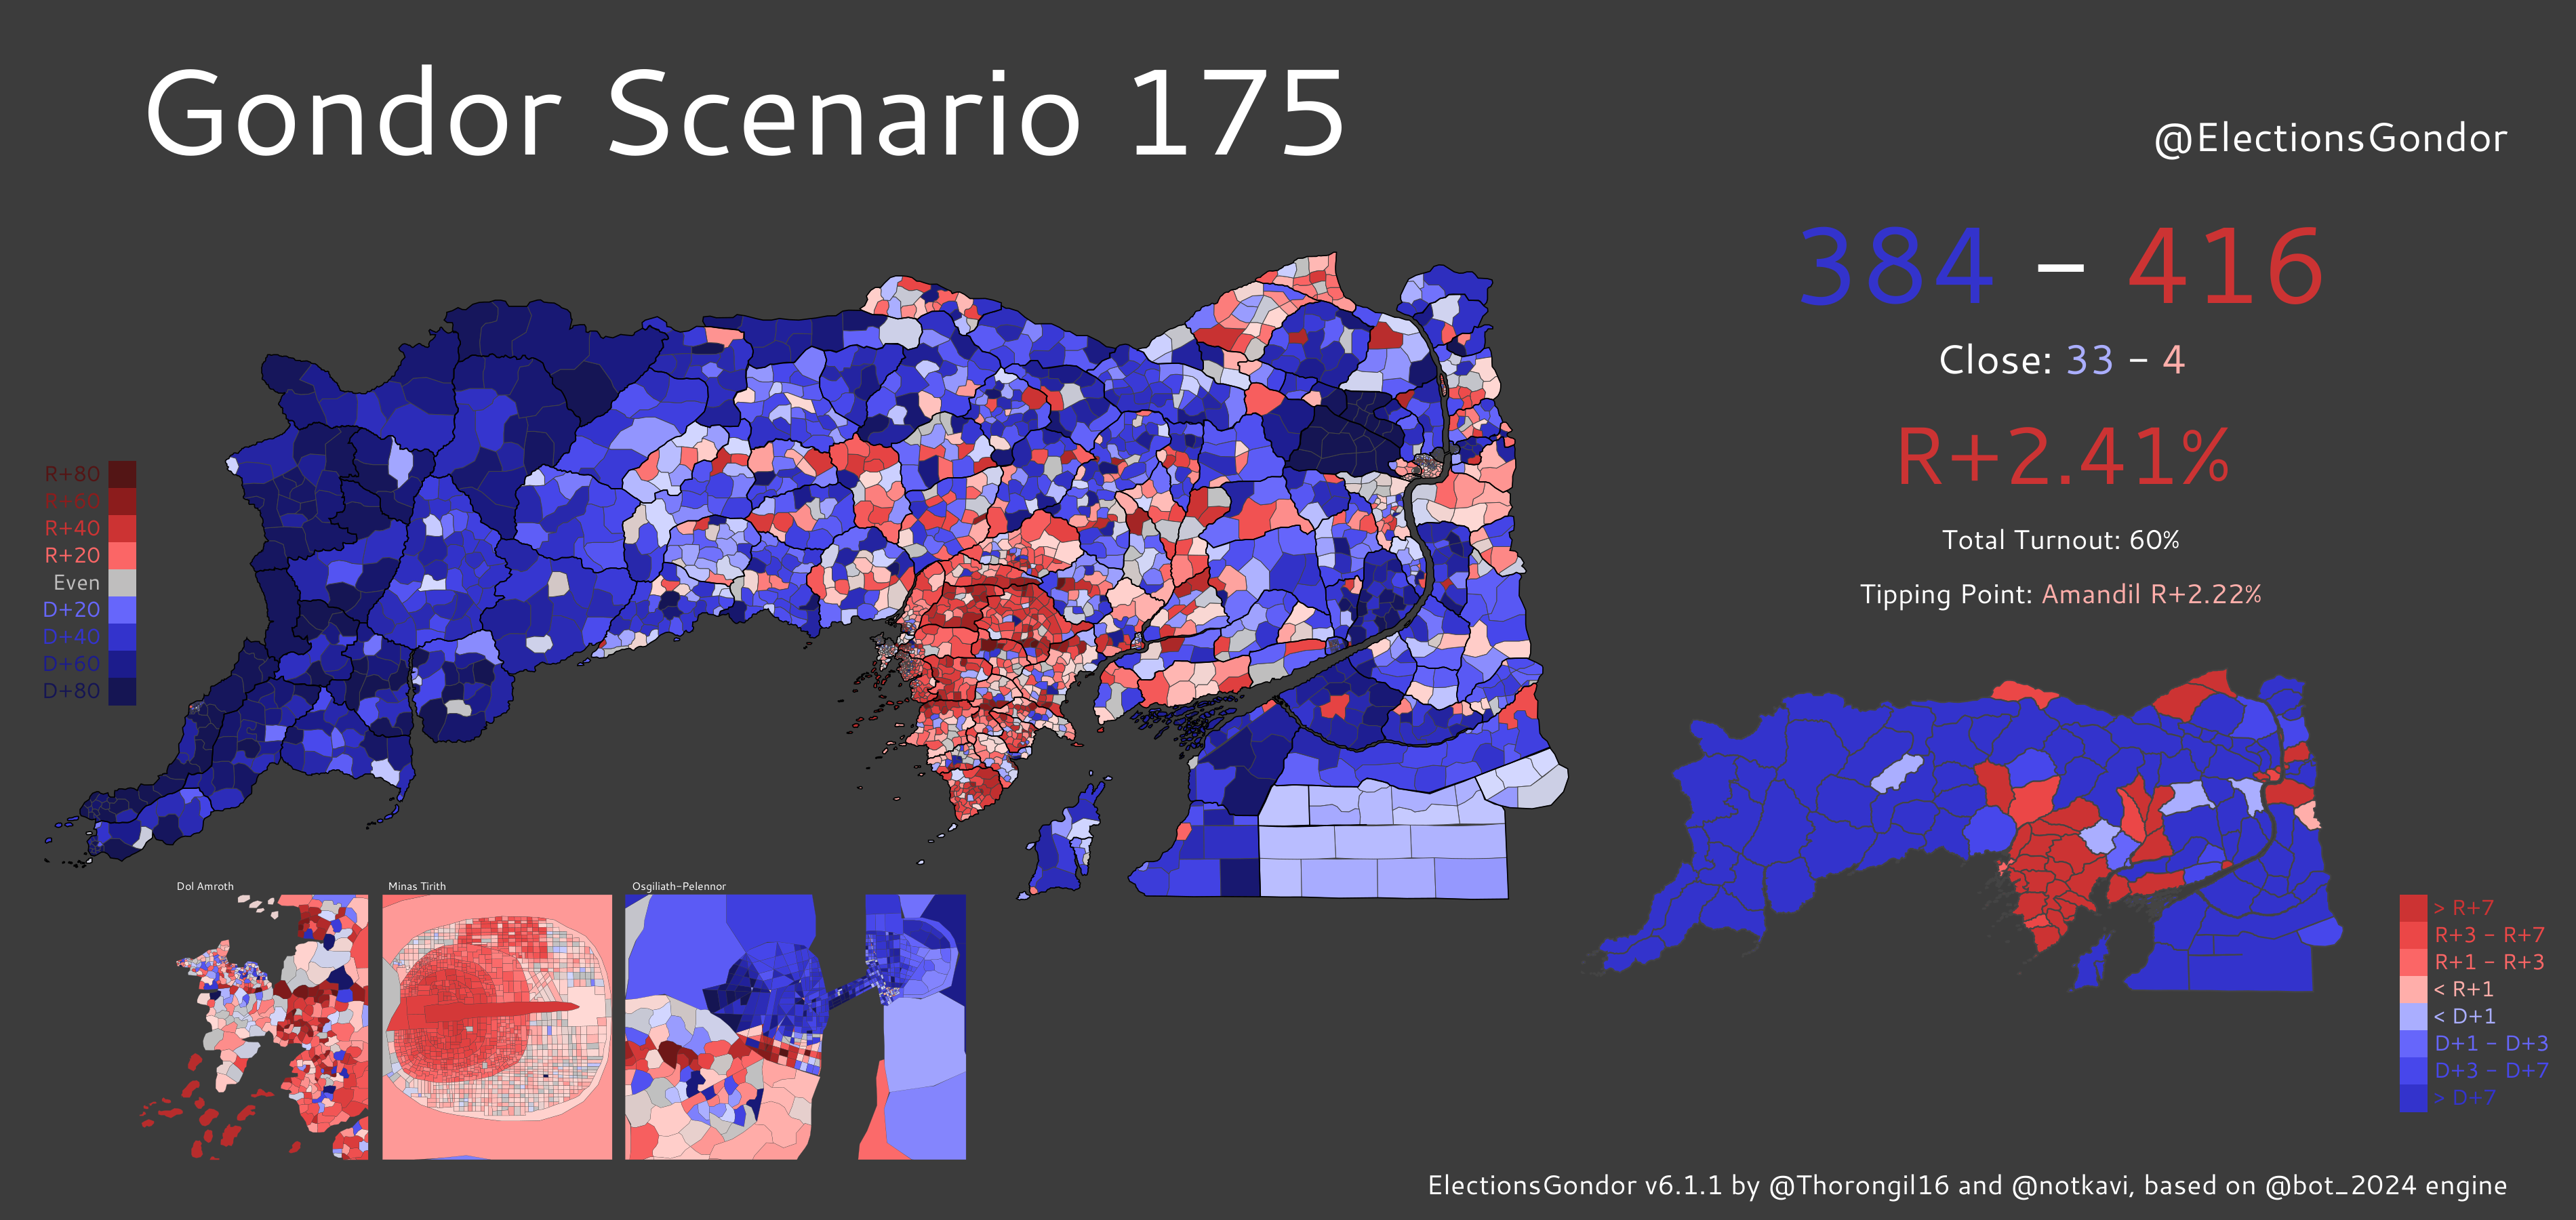 Gondor Scenario 175
@ElectionsGondor
384 – 416
Close: 33 – 4
R+2.41%
Total Turnout: 60%
Tipping Point: Amandil R+2.22%
R+80
R+60
R+40
R+20
Even
D+20
D+40
D+60
D+80
Dol Amroth
Minas Tirith
Osgiliath-Pelennor
> R+7
R+3 - R+7
R+1 - R+3
< R+1
< D+1
D+1 - D+3
D+3 - D+7
> D+7
ElectionsGondor v6.1.1 by @Thorongil16 and @notkavi, based on @bot_2024 engine